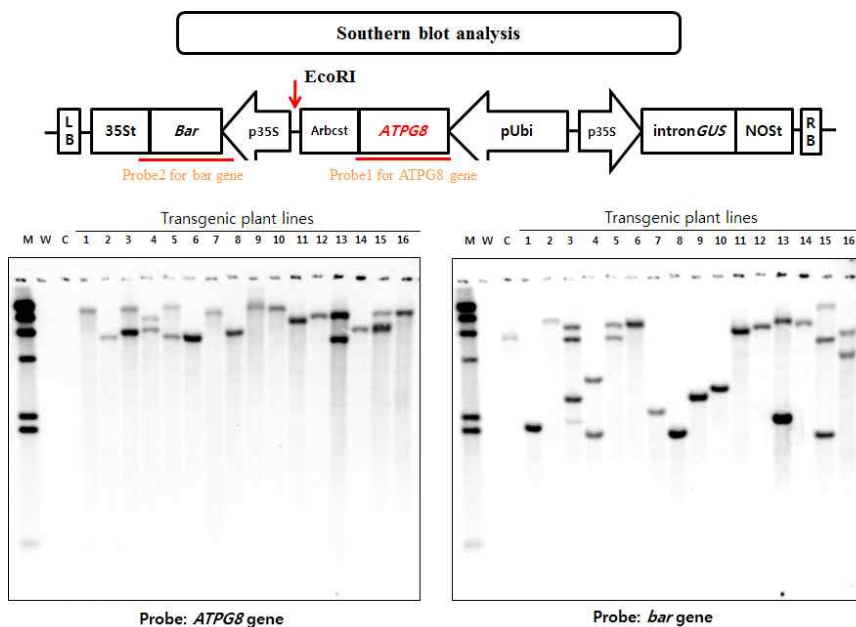 Southern blot analysis
EcoRI
LB 35St Bar p35S Arbcst ATPG8 pUbi p35S intronGUS NOSt RB
Probe2 for bar gene Probe1 for ATPG8 gene
Transgenic plant lines Transgenic plant lines
M W C 1 2 3 4 5 6 7 8 9 10 11 12 13 14 15 16 M W C 1 2 3 4 5 6 7 8 9 10 11 12 13 14 15 16
Probe: ATPG8 gene Probe: bar gene